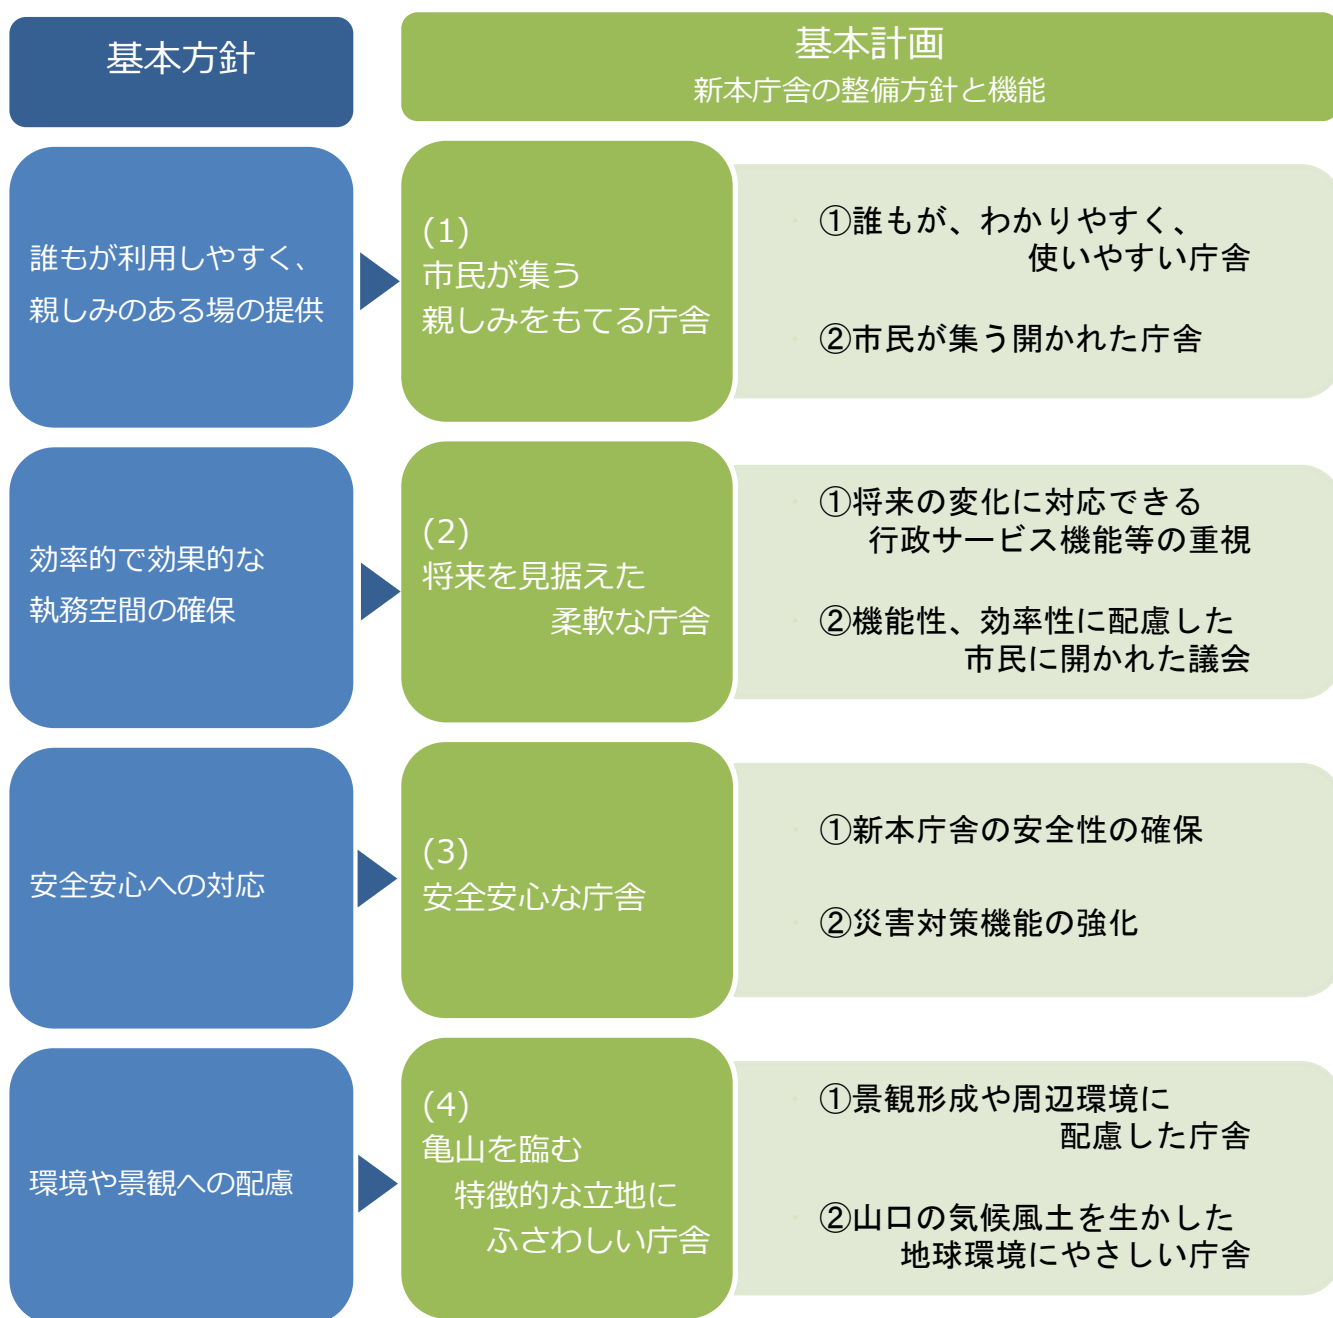 基本方針
基本計画
新本庁舎の整備方針と機能
誰もが利用しやすく、
親しみのある場の提供
(1)
市民が集う
親しみをもてる庁舎
①誰もが、わかりやすく、
使いやすい庁舎
②市民が集う開かれた庁舎
効率的で効果的な
執務空間の確保
(2)
将来を見据えた
柔軟な庁舎
①将来の変化に対応できる
行政サービス機能等の重視
②機能性、効率性に配慮した
市民に開かれた議会
安全安心への対応
(3)
安全安心な庁舎
①新本庁舎の安全性の確保
②災害対策機能の強化
環境や景観への配慮
(4)
亀山を臨む
特徴的な立地に
ふさわしい庁舎
①景観形成や周辺環境に
配慮した庁舎
②山口の気候風土を生かした
地球環境にやさしい庁舎